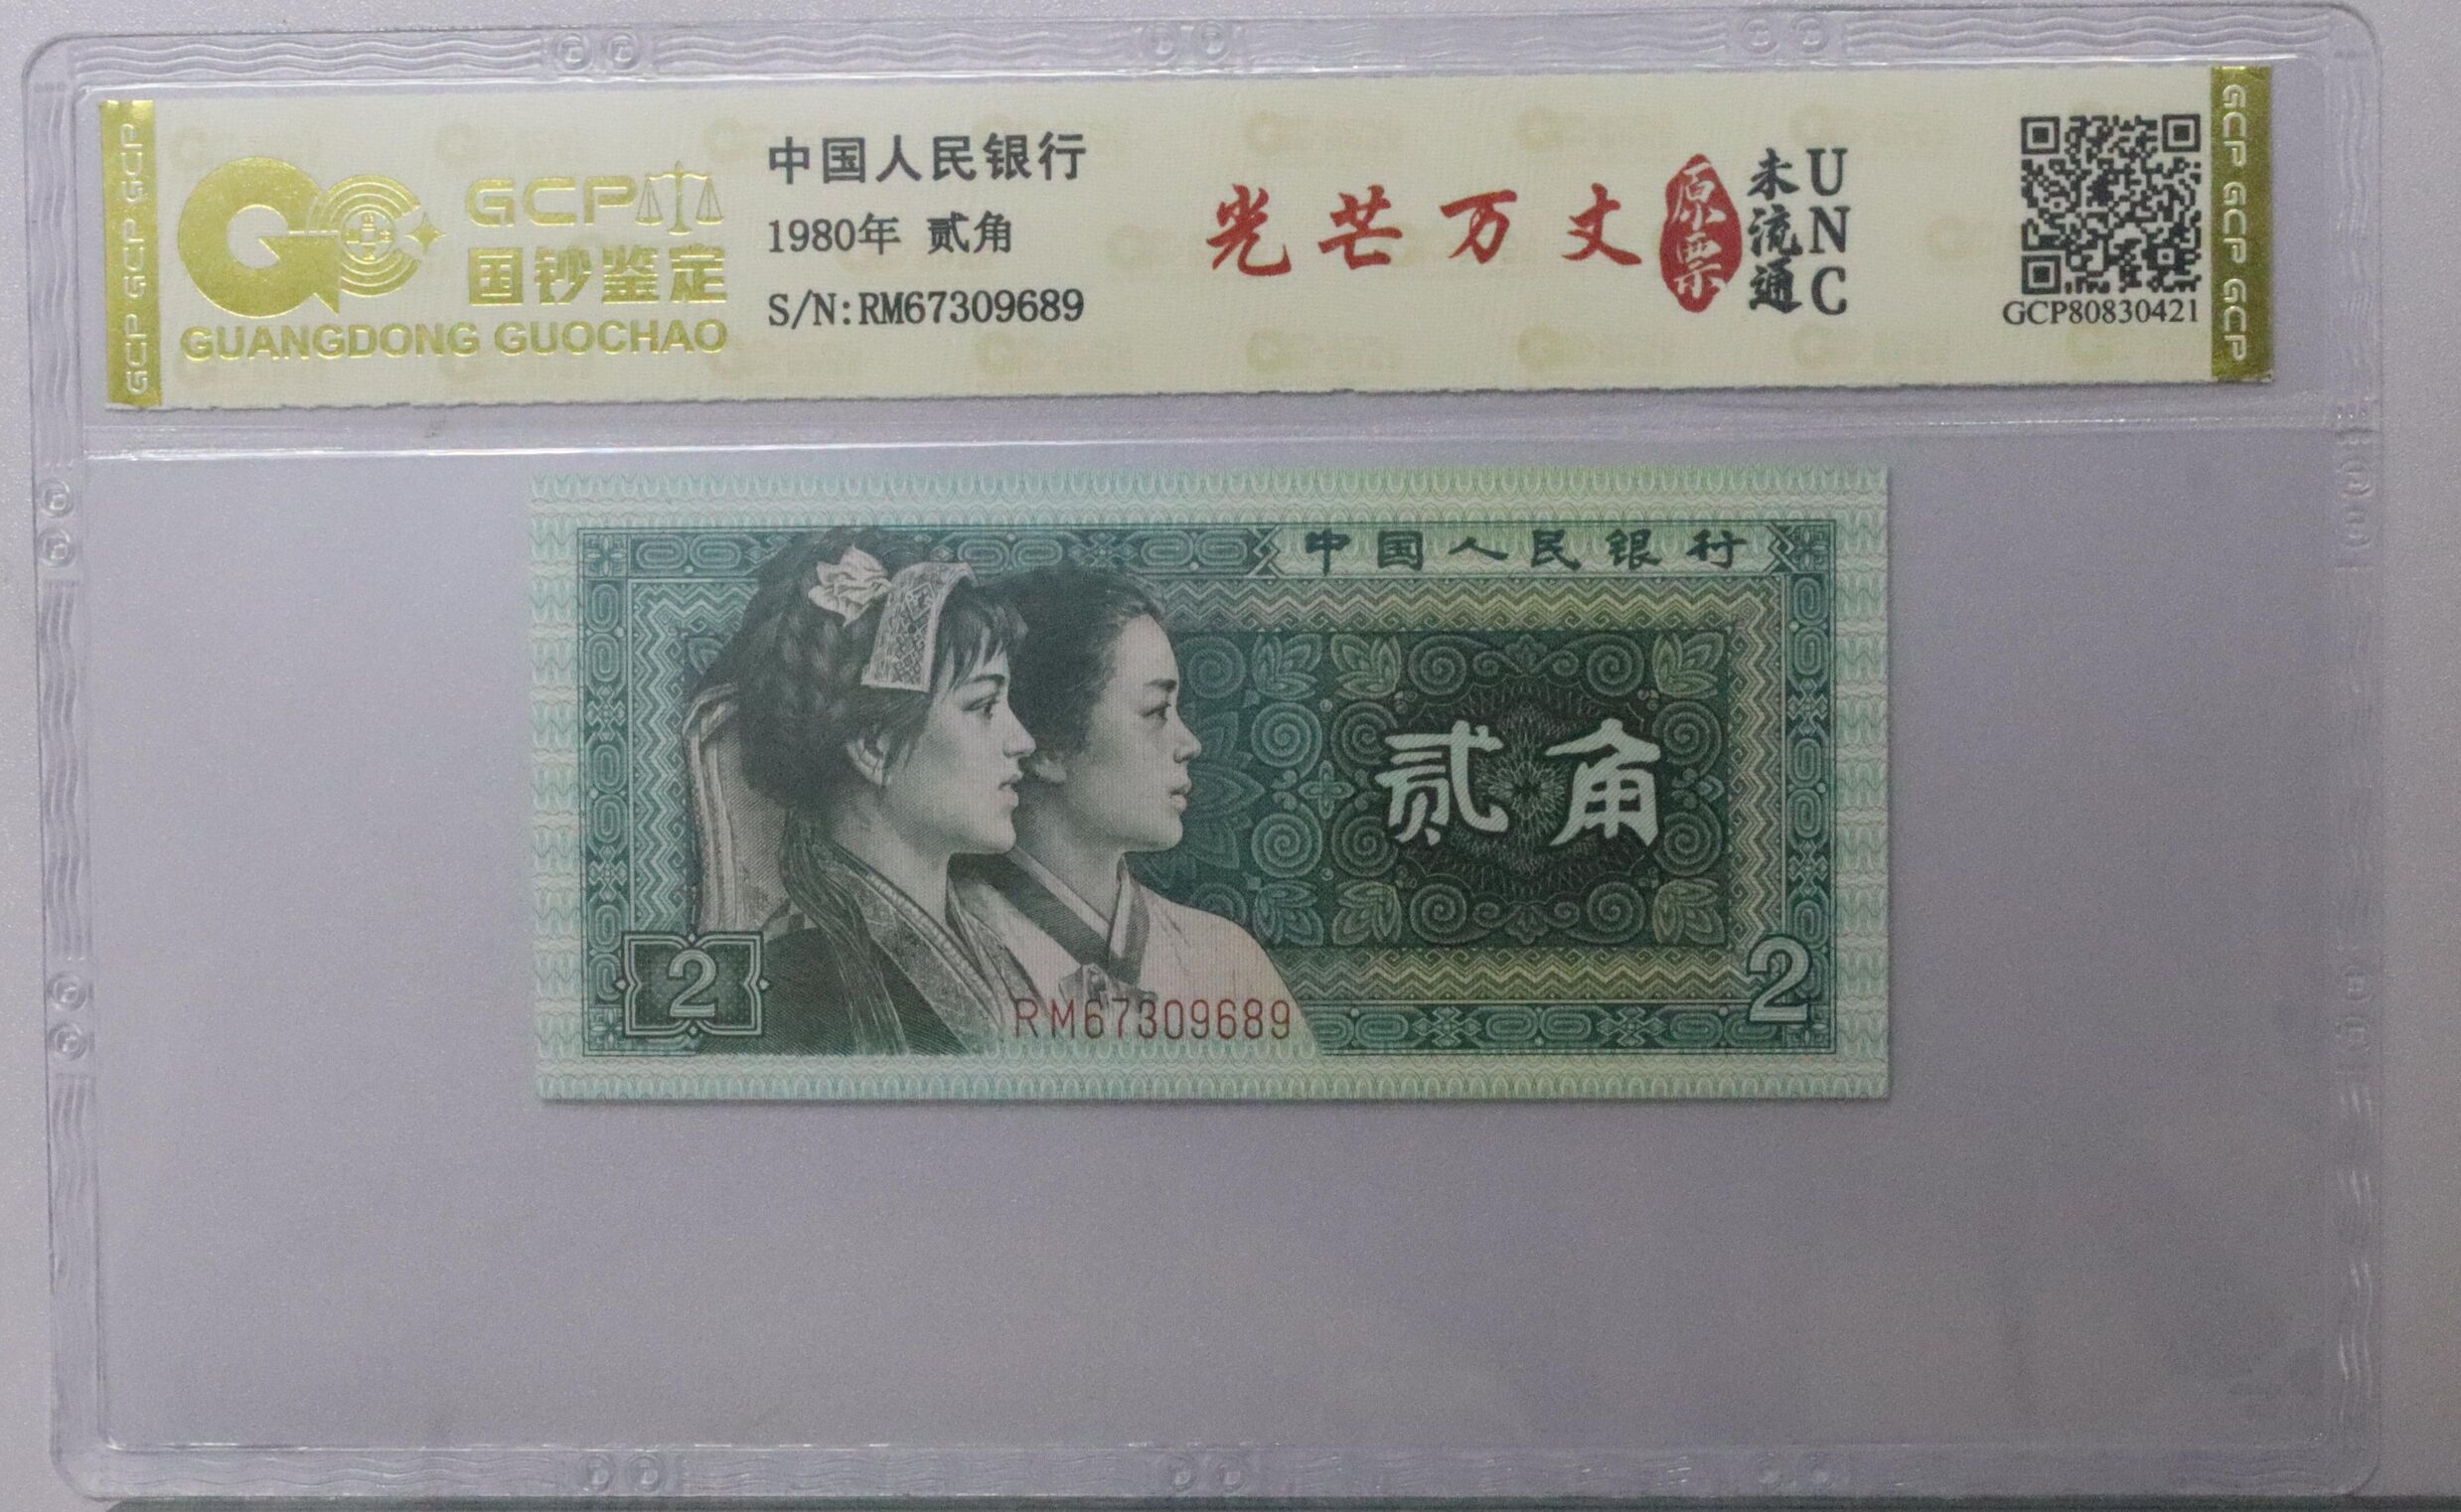 GCP GCP GCP
GCP
国钞鉴定
GUANGDONG GUOCHAO
中国人民银行
1980年 贰角
S/N:RM67309689
光芒万丈
原票
未流通
UNC
GCP80830421
GCP GCP GCP
中国人民银行
贰角
2
RM67309689
2